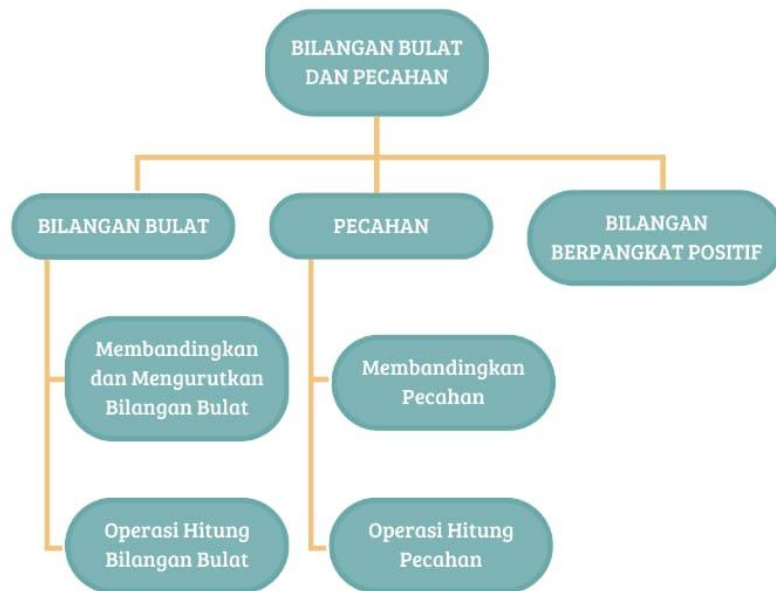 BILANGAN BULAT
DAN PECAHAN
BILANGAN BULAT
PECAHAN
BILANGAN
BERPANGKAT POSITIF
Membandingkan
dan Mengurutkan
Bilangan Bulat
Membandingkan
Pecahan
Operasi Hitung
Bilangan Bulat
Operasi Hitung
Pecahan